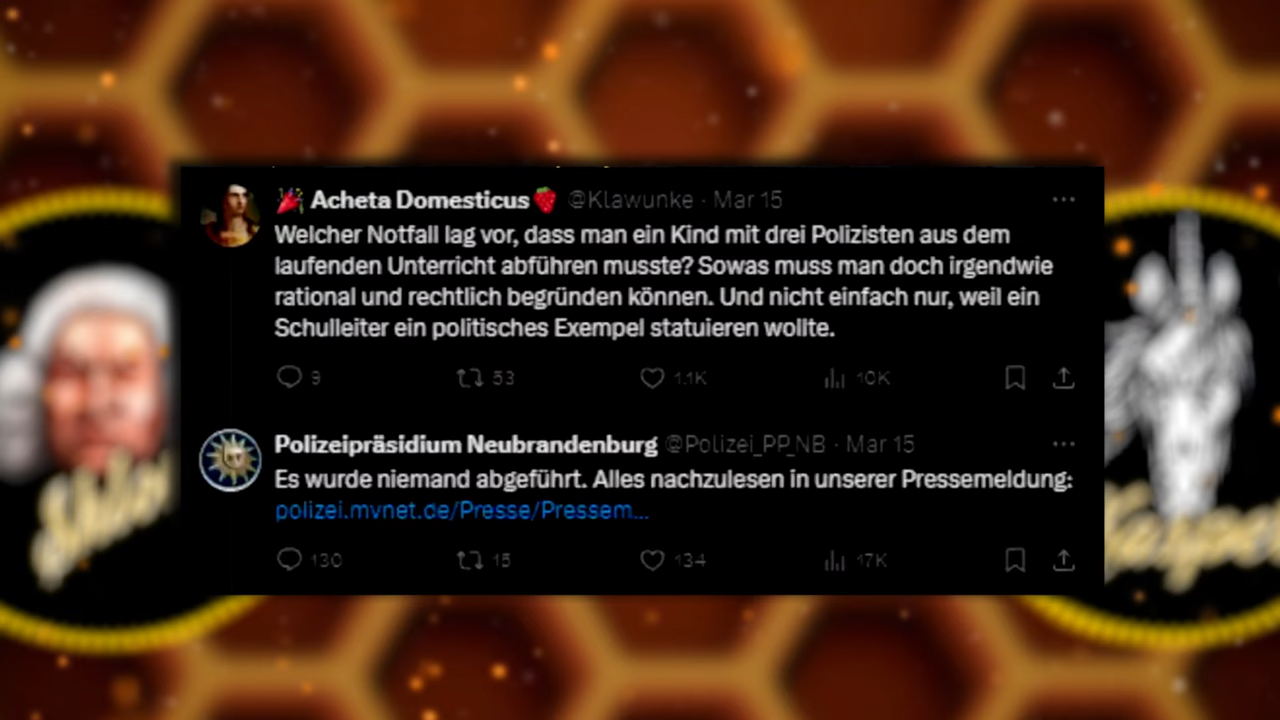 🎉 Acheta Domesticus🍓 @Klawunke · Mar 15
Welcher Notfall lag vor, dass man ein Kind mit drei Polizisten aus dem
laufenden Unterricht abführen musste? Sowas muss man doch irgendwie
rational und rechtlich begründen können. Und nicht einfach nur, weil ein
Schulleiter ein politisches Exempel statuieren wollte.
9 53 1.1K 10K
Polizeipräsidium Neubrandenburg @Polizei_PP_NB · Mar 15
Es wurde niemand abgeführt. Alles nachzulesen in unserer Pressemeldung:
polizei.mvnet.de/Presse/Pressem...
130 15 134 17K